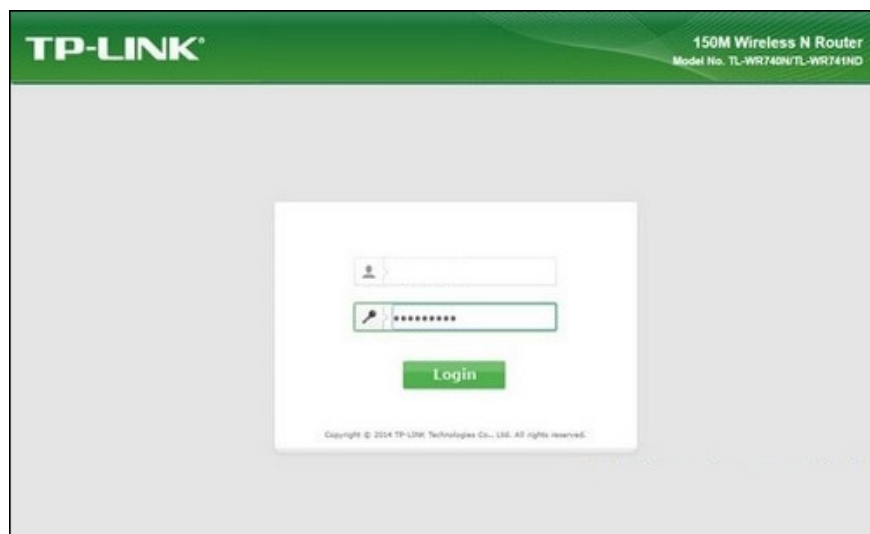 TP-LINK®
150M Wireless N Router
Model No. TL-WR740N/TL-WR741ND
•••••••••
Login
Copyright © 2014 TP-LINK Technologies Co., Ltd. All rights reserved.